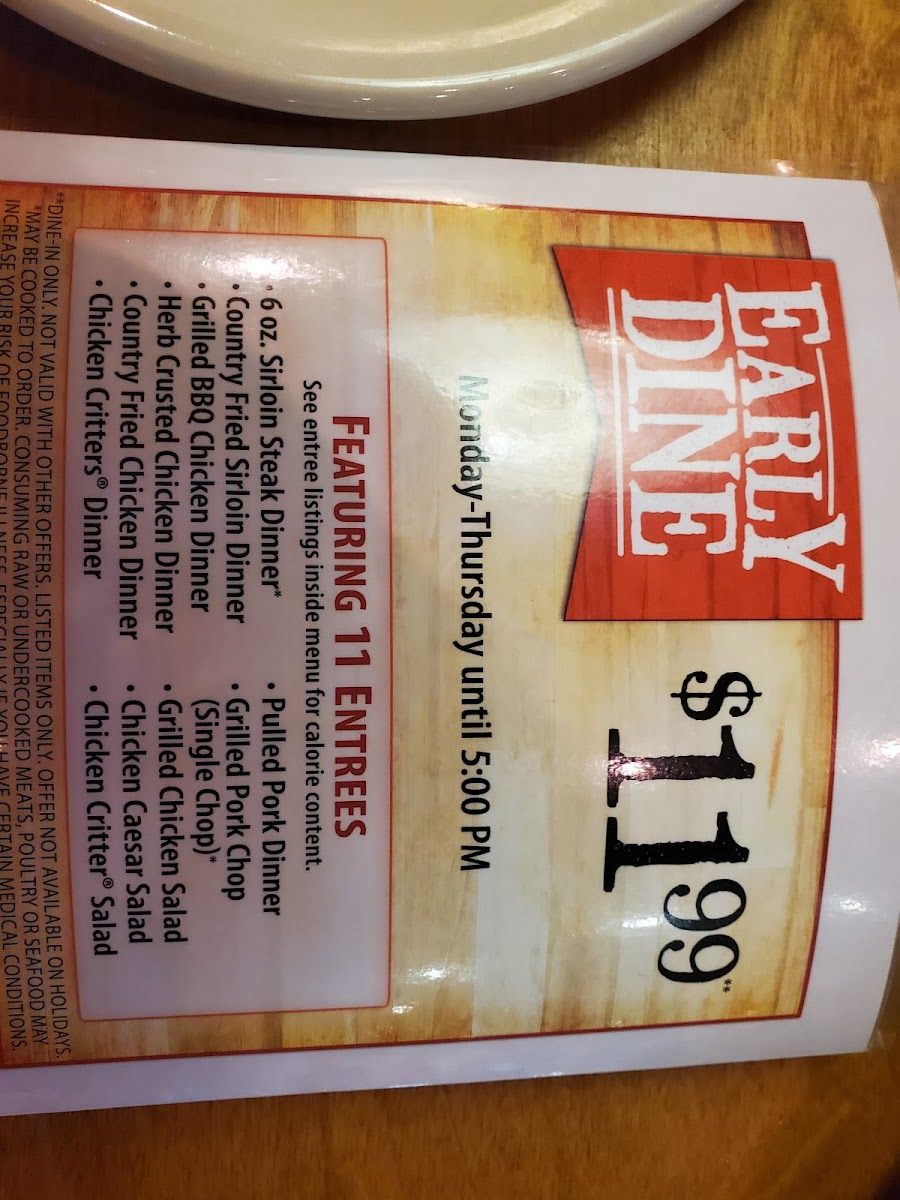 EARLY
DINE
$11.99**
Monday-Thursday until 5:00 PM
FEATURING 11 ENTREES
See entree listings inside menu for calorie content.
• 6 oz. Sirloin Steak Dinner*
• Country Fried Sirloin Dinner
• Grilled BBQ Chicken Dinner
• Herb Crusted Chicken Dinner
• Country Fried Chicken Dinner
• Chicken Critters® Dinner
• Pulled Pork Dinner
• Grilled Pork Chop
(Single Chop)*
• Grilled Chicken Salad
• Chicken Caesar Salad
• Chicken Critter® Salad
**DINE-IN ONLY. NOT VALID WITH OTHER OFFERS. LISTED ITEMS ONLY. OFFER NOT AVAILABLE ON HOLIDAYS.
*MAY BE COOKED TO ORDER. CONSUMING RAW OR UNDERCOOKED MEATS, POULTRY OR SEAFOOD MAY
INCREASE YOUR RISK OF FOODBORNE ILLNESS, ESPECIALLY IF YOU HAVE CERTAIN MEDICAL CONDITIONS.